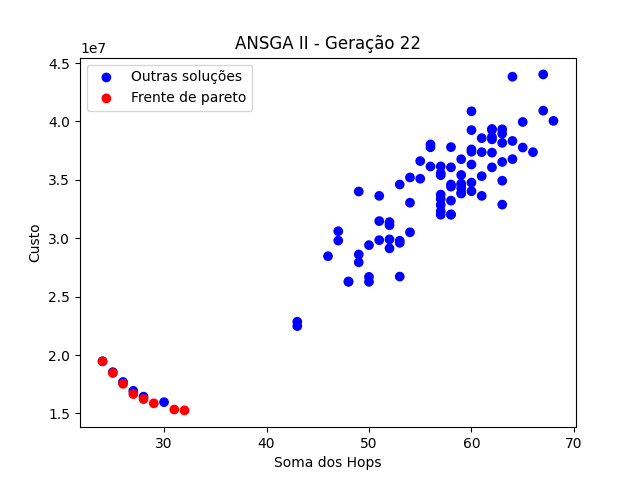 ANSGA II - Geração 22
1e7
Outras soluções
Frente de pareto
4.5
4.0
3.5
3.0
2.5
2.0
1.5
Custo
30
40
50
60
70
Soma dos Hops